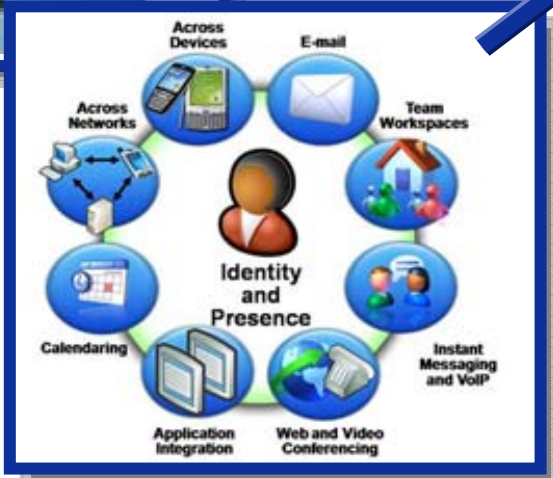 Across
Devices
E-mail
Across
Networks
Team
Workspaces
Identity
and
Presence
Calendaring
Instant
Messaging
and VoIP
Application
Integration
Web and Video
Conferencing